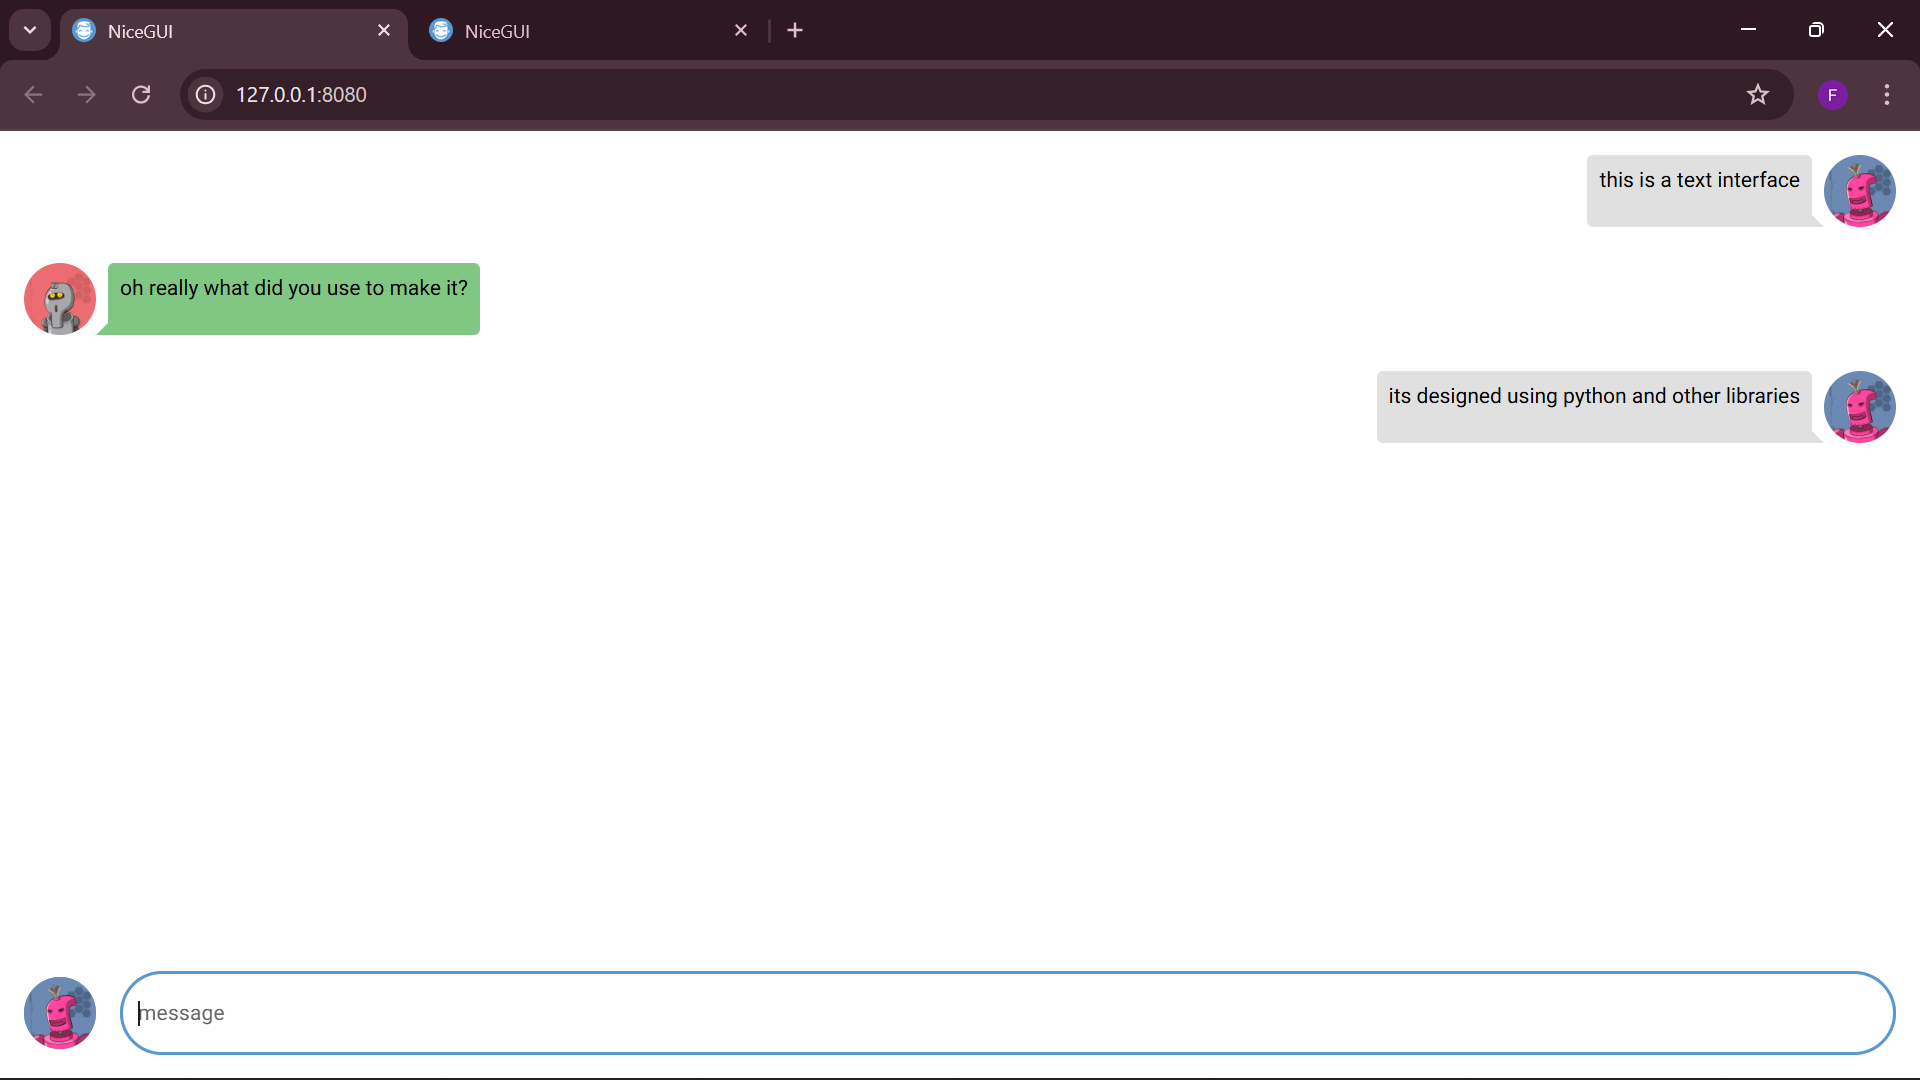 NiceGUI
NiceGUI
127.0.0.1:8080
F
this is a text interface
oh really what did you use to make it?
its designed using python and other libraries
message